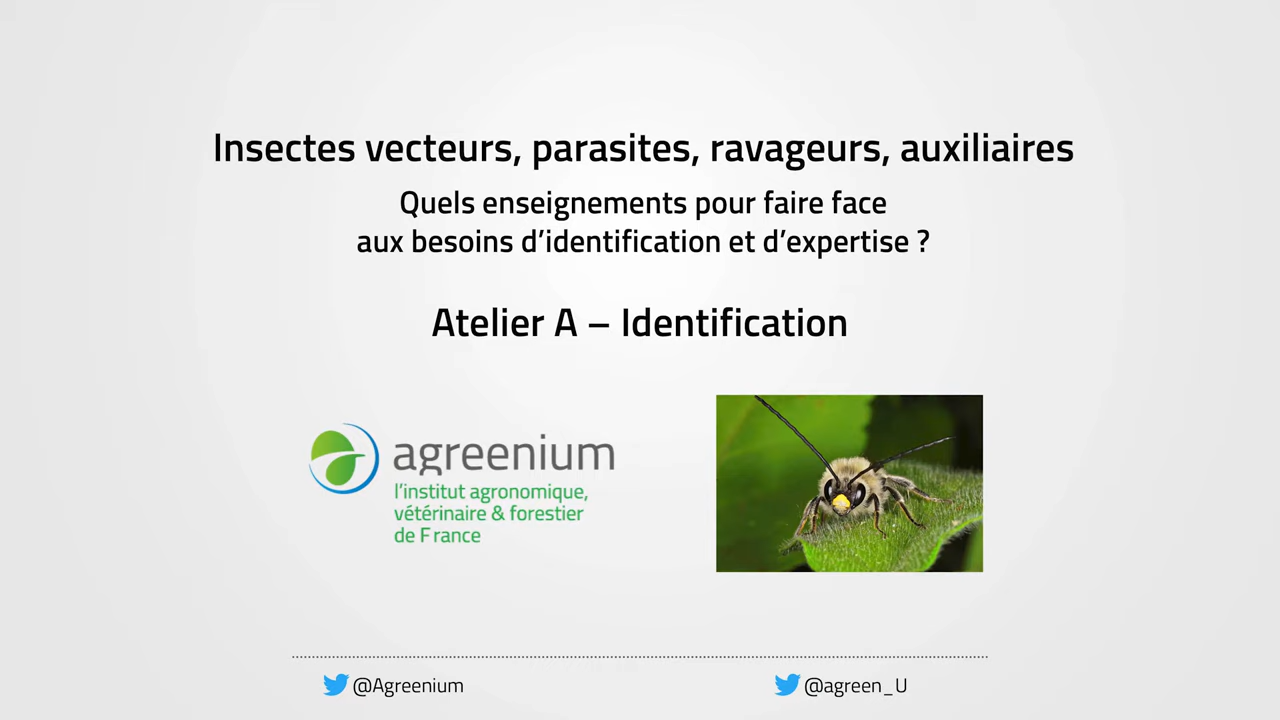 Insectes vecteurs, parasites, ravageurs, auxiliaires
Quels enseignements pour faire face
aux besoins d’identification et d’expertise ?
Atelier A – Identification
agreenium
l’institut agronomique,
vétérinaire & forestier
de France
@Agreenium
@agreen_U